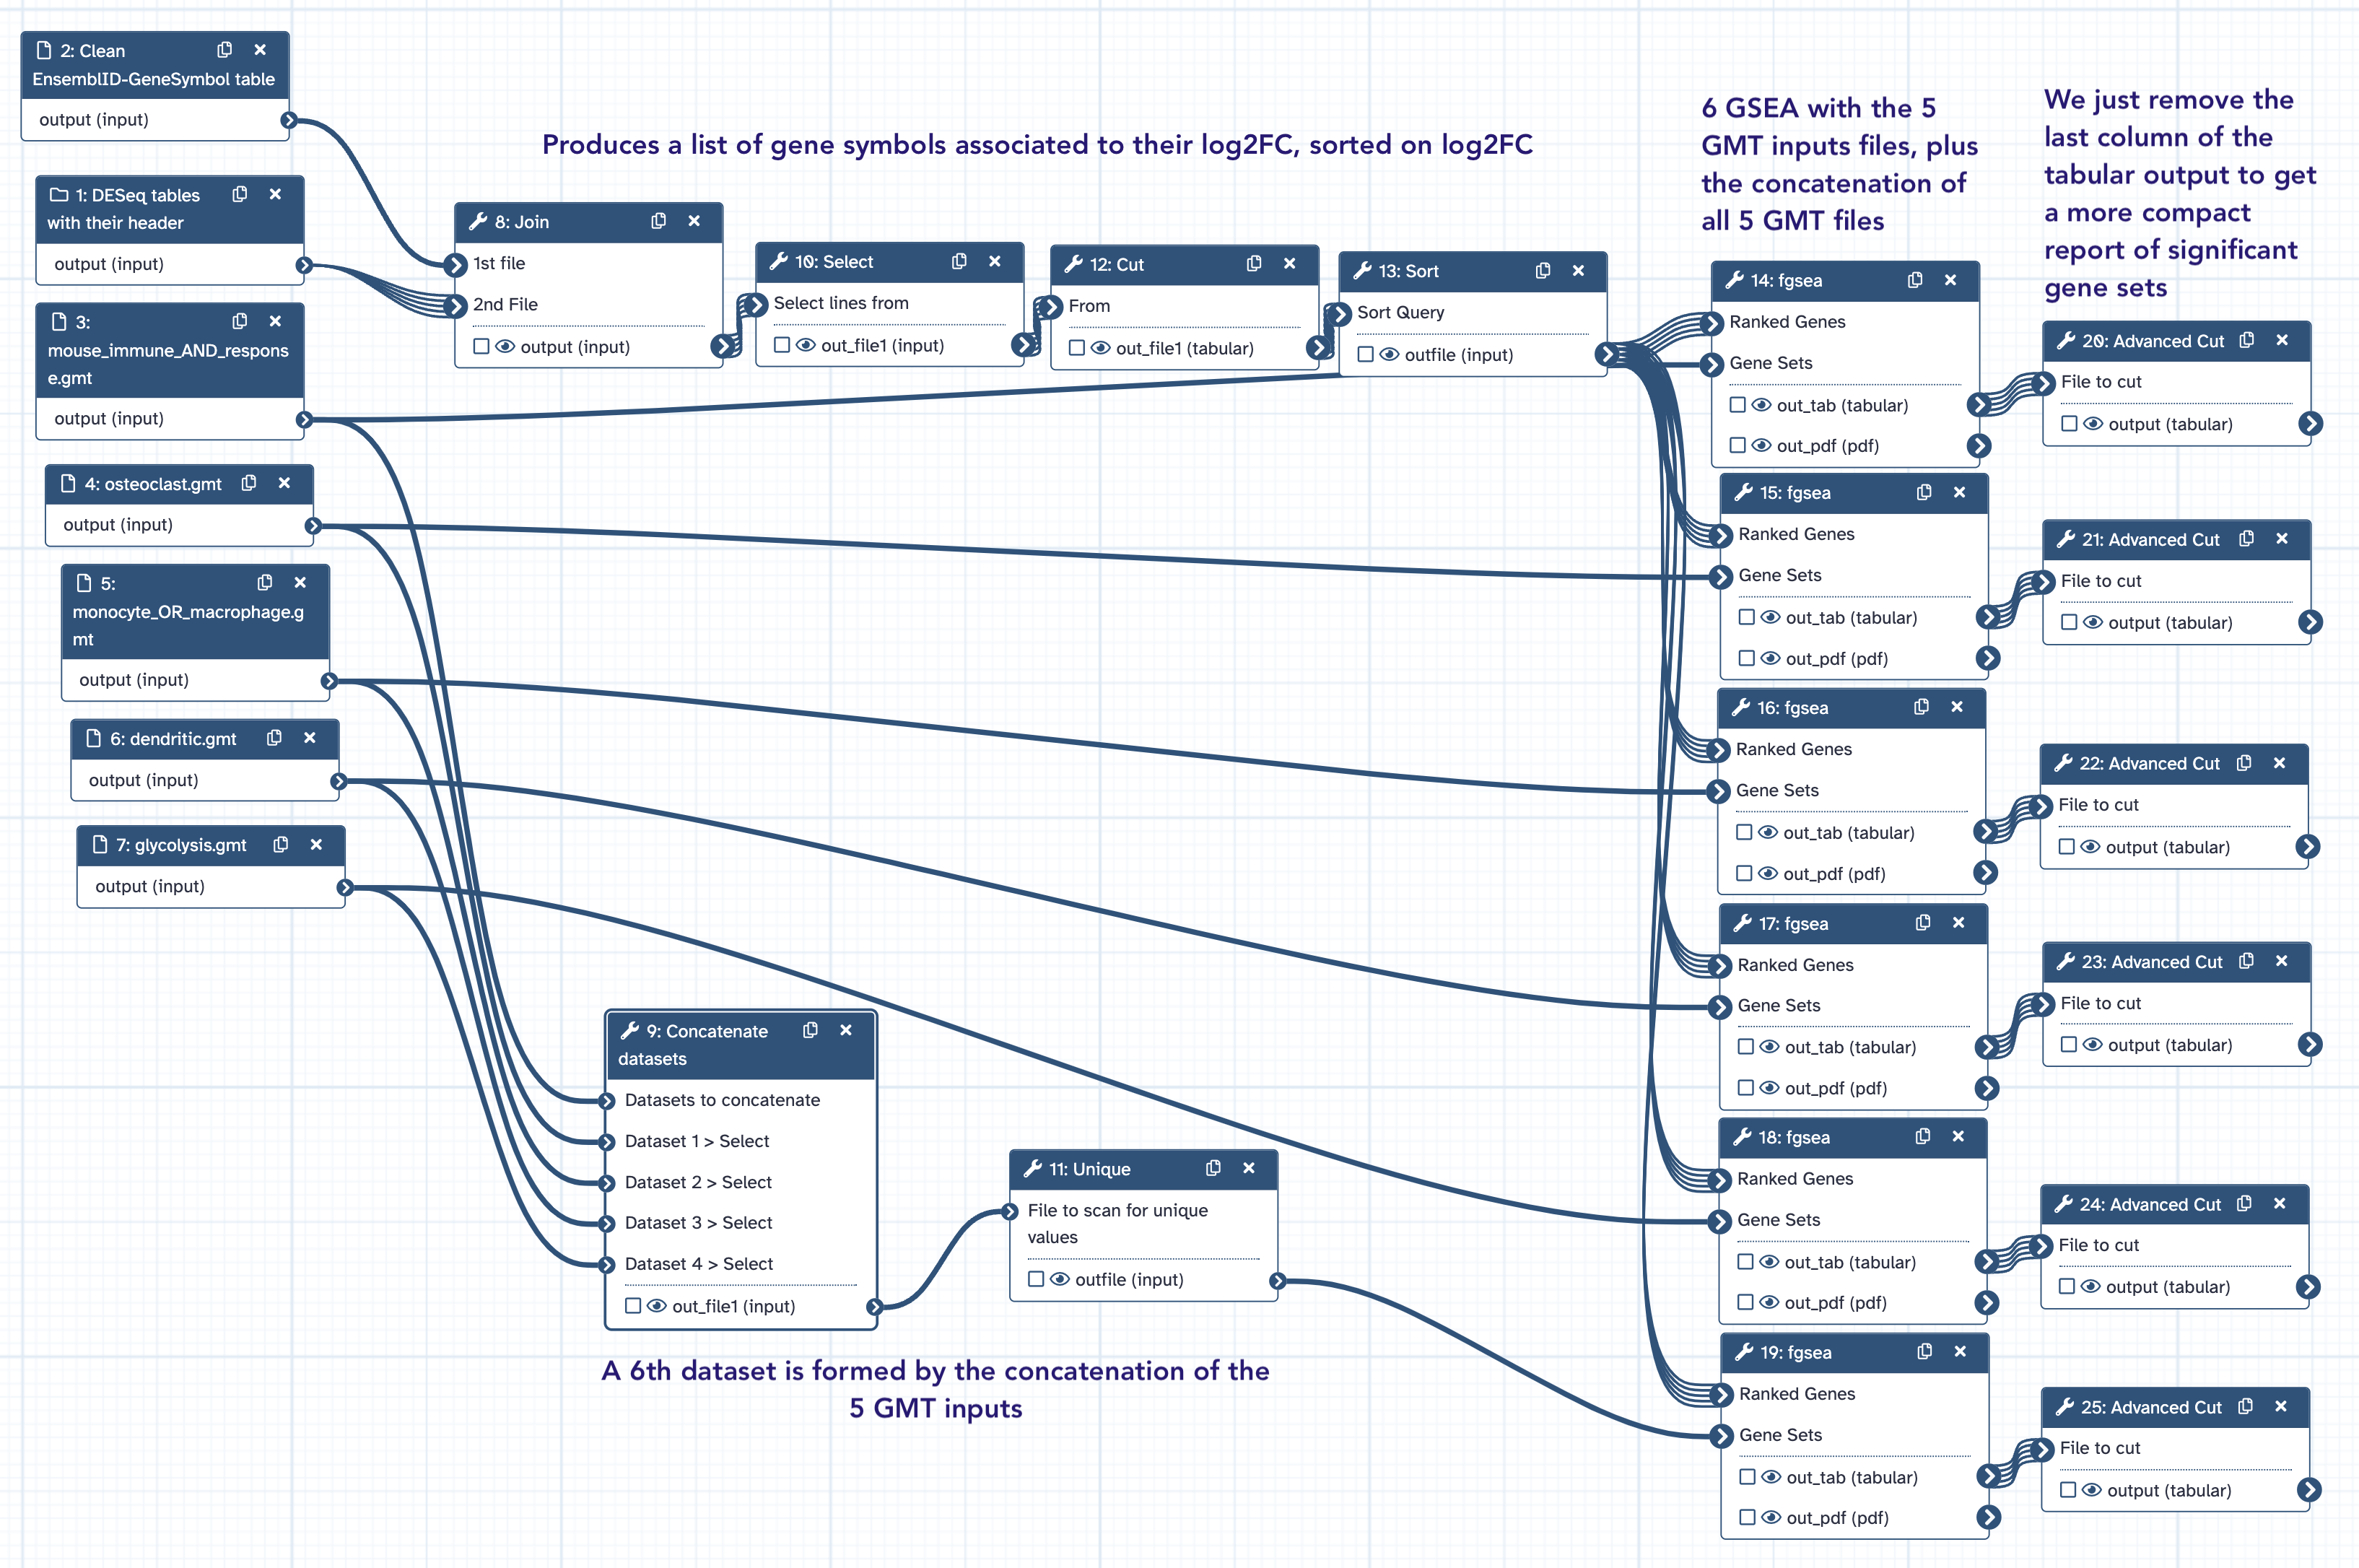 2: Clean
EnsemblID-GeneSymbol table
output (input)
1: DESeq tables
with their header
output (input)
3:
mouse_immune_AND_respons
e.gmt
output (input)
4: osteoclast.gmt
output (input)
5:
monocyte_OR_macrophage.g
mt
output (input)
6: dendritic.gmt
output (input)
7: glycolysis.gmt
output (input)
Produces a list of gene symbols associated to their log2FC, sorted on log2FC
8: Join
1st file
2nd File
output (input)
10: Select
Select lines from
out_file1 (input)
12: Cut
From
out_file1 (tabular)
13: Sort
Sort Query
outfile (input)
9: Concatenate
datasets
Datasets to concatenate
Dataset 1 > Select
Dataset 2 > Select
Dataset 3 > Select
Dataset 4 > Select
out_file1 (input)
11: Unique
File to scan for unique
values
outfile (input)
A 6th dataset is formed by the concatenation of the
5 GMT inputs
6 GSEA with the 5
GMT inputs files, plus
the concatenation of
all 5 GMT files
14: fgsea
Ranked Genes
Gene Sets
out_tab (tabular)
out_pdf (pdf)
15: fgsea
Ranked Genes
Gene Sets
out_tab (tabular)
out_pdf (pdf)
16: fgsea
Ranked Genes
Gene Sets
out_tab (tabular)
out_pdf (pdf)
17: fgsea
Ranked Genes
Gene Sets
out_tab (tabular)
out_pdf (pdf)
18: fgsea
Ranked Genes
Gene Sets
out_tab (tabular)
out_pdf (pdf)
19: fgsea
Ranked Genes
Gene Sets
out_tab (tabular)
out_pdf (pdf)
We just remove the
last column of the
tabular output to get
a more compact
report of significant
gene sets
20: Advanced Cut
File to cut
output (tabular)
21: Advanced Cut
File to cut
output (tabular)
22: Advanced Cut
File to cut
output (tabular)
23: Advanced Cut
File to cut
output (tabular)
24: Advanced Cut
File to cut
output (tabular)
25: Advanced Cut
File to cut
output (tabular)